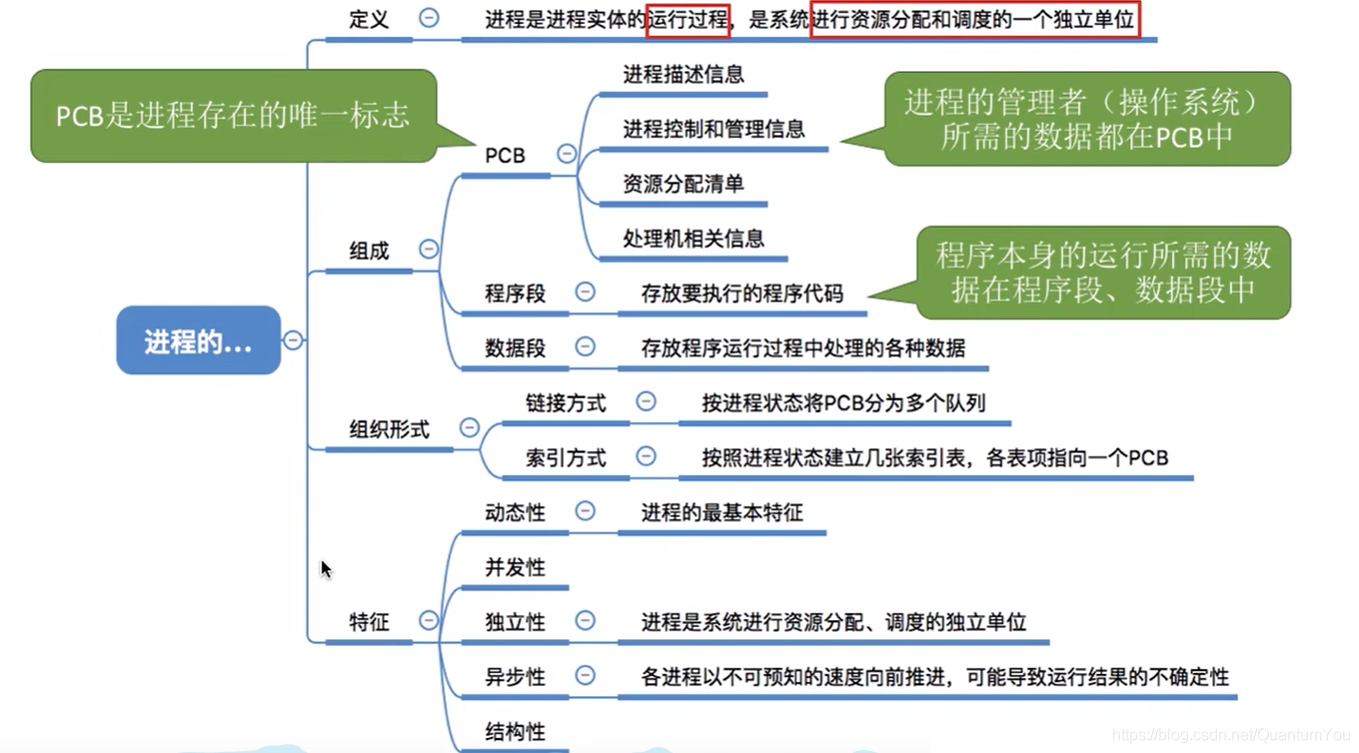 定义
进程是进程实体的运行过程，是系统进行资源分配和调度的一个独立单位
PCB是进程存在的唯一标志
进程描述信息
进程的管理者（操作系统）
所需的数据都在PCB中
进程控制和管理信息
PCB
资源分配清单
处理机相关信息
组成
程序本身的运行所需的数
据在程序段、数据段中
程序段
存放要执行的程序代码
数据段
存放程序运行过程中处理的各种数据
进程的...
链接方式
按进程状态将PCB分为多个队列
组织形式
索引方式
按照进程状态建立几张索引表，各表项指向一个PCB
动态性
进程的最基本特征
并发性
特征
独立性
进程是系统进行资源分配、调度的独立单位
异步性
各进程以不可预知的速度向前推进，可能导致运行结果的不确定性
结构性
https://blog.csdn.net/QuantumYou